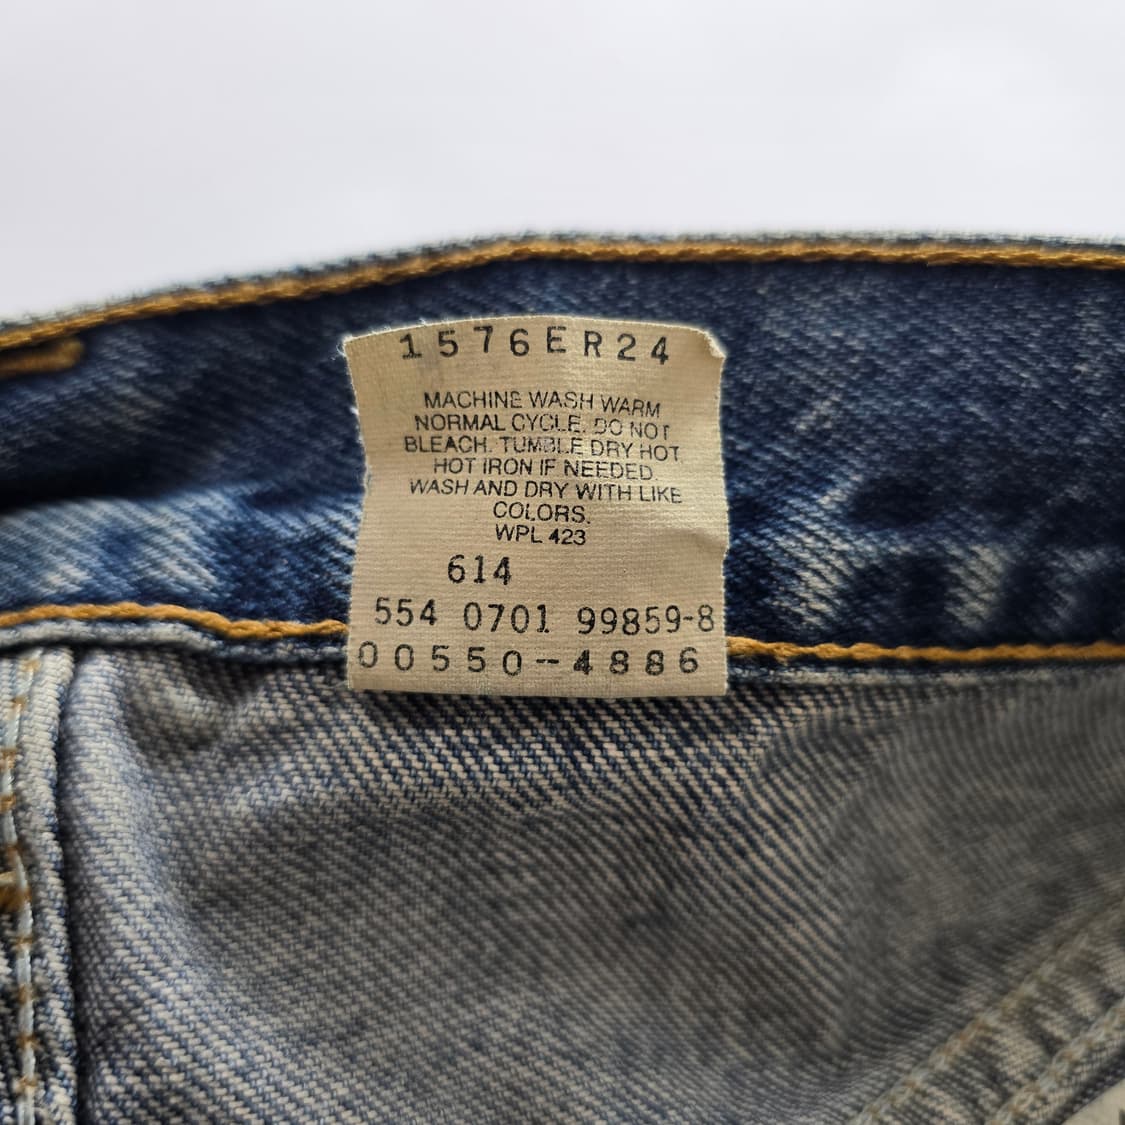 1576ER24
MACHINE WASH WARM
NORMAL CYCLE. DO NOT
BLEACH. TUMBLE DRY HOT
HOT IRON IF NEEDED.
WASH AND DRY WITH LIKE
COLORS.
WPL 423
614
554 0701 99859-8
00550--4886